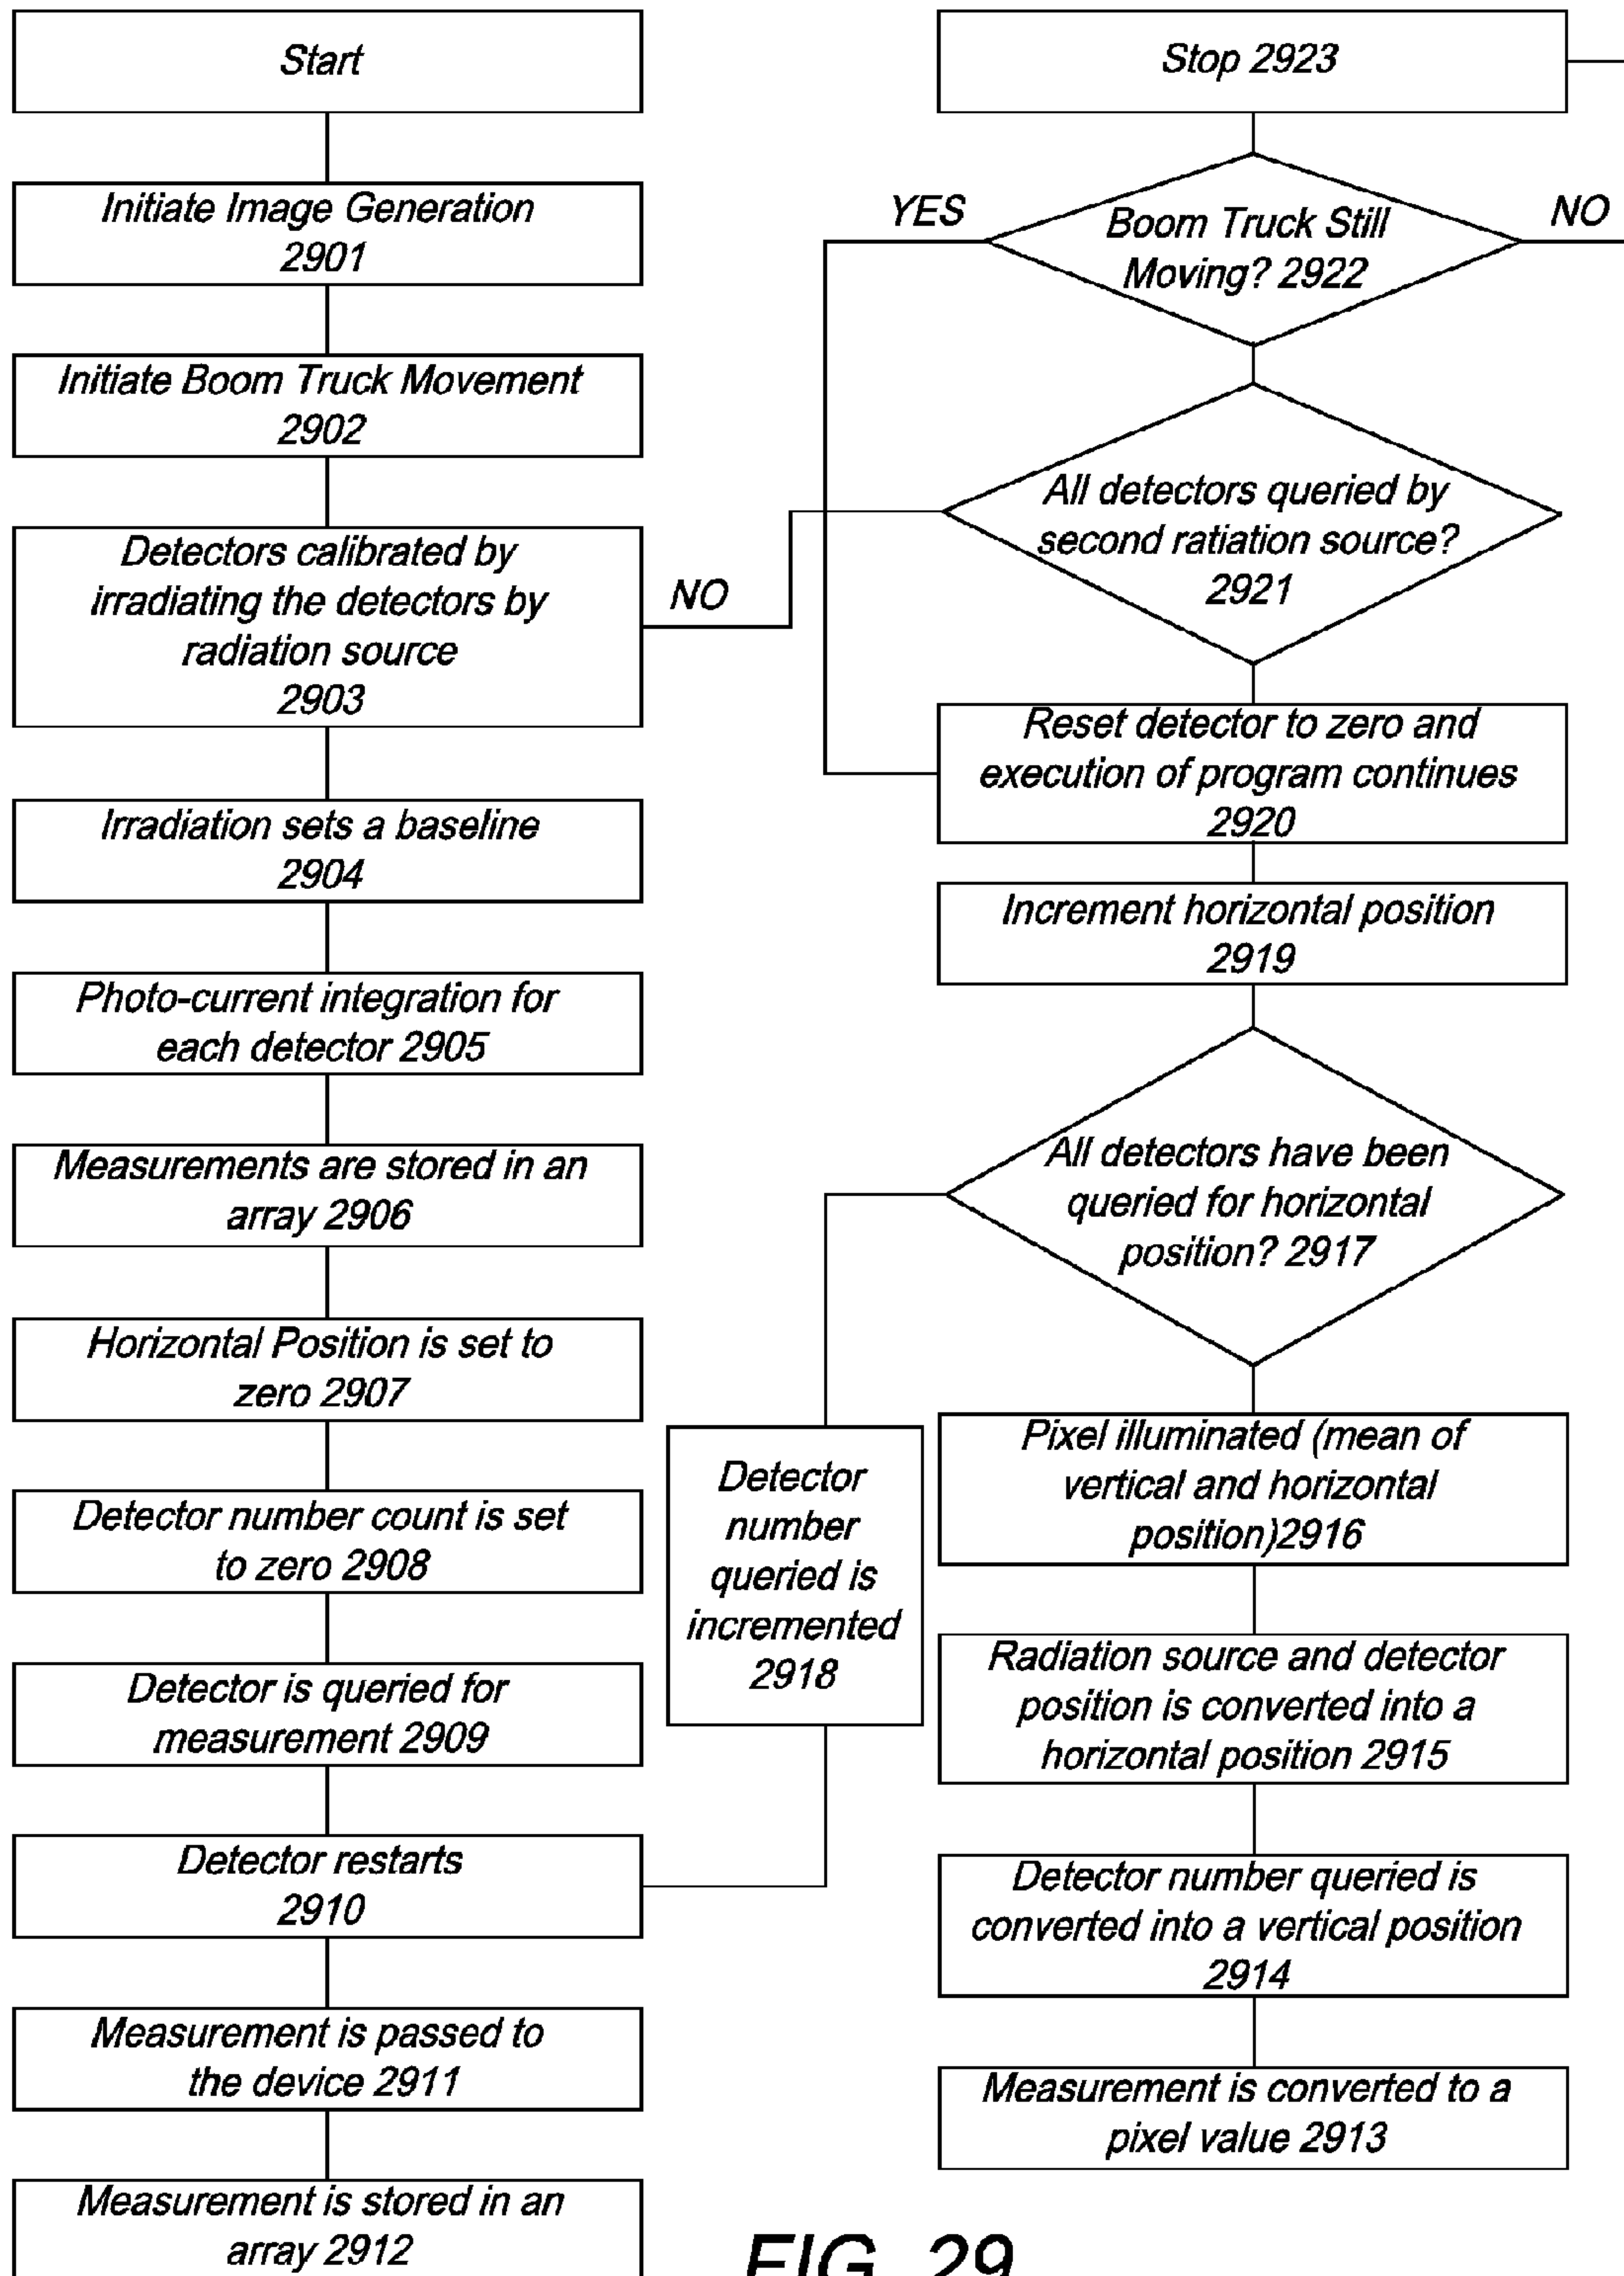 Start
Initiate Image Generation
2901
Initiate Boom Truck Movement
2902
Detectors calibrated by
irradiating the detectors by
radiation source
2903
NO
Irradiation sets a baseline
2904
Photo-current integration for
each detector 2905
Measurements are stored in an
array 2906
Horizontal Position is set to
zero 2907
Detector number count is set
to zero 2908
Detector is queried for
measurement 2909
Detector restarts
2910
Measurement is passed to
the device 2911
Measurement is stored in an
array 2912
Detector
number
queried is
incremented
2918
Stop 2923
YES
NO
Boom Truck Still
Moving? 2922
All detectors queried by
second ratiation source?
2921
Reset detector to zero and
execution of program continues
2920
Increment horizontal position
2919
All detectors have been
queried for horizontal
position? 2917
Pixel illuminated (mean of
vertical and horizontal
position)2916
Radiation source and detector
position is converted into a
horizontal position 2915
Detector number queried is
converted into a vertical position
2914
Measurement is converted to a
pixel value 2913
FIG. 29